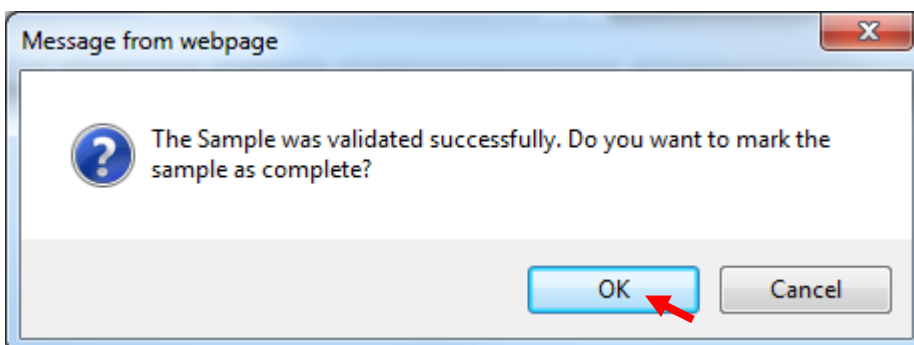 Message from webpage
The Sample was validated successfully. Do you want to mark the
sample as complete?
OK
Cancel